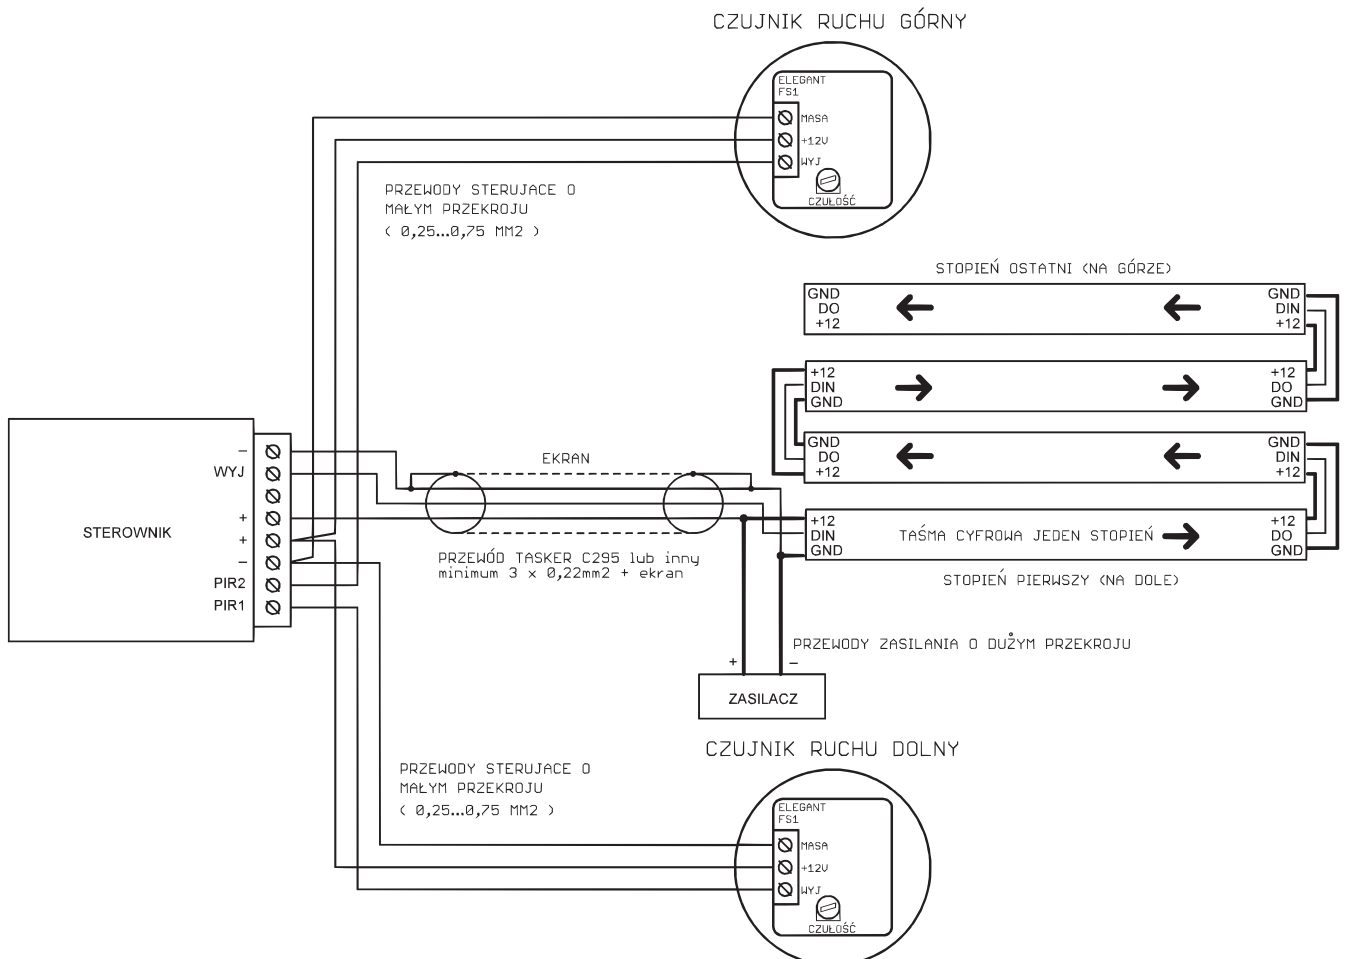 CZUJNIK RUCHU GÓRNY
ELEGANT
FS1
MASA
+12V
WYJ
CZUŁOŚĆ
PRZEWODY STERUJACE O
MAŁYM PRZEKROJU
( 0,25...0,75 MM2 )
STOPIEŃ OSTATNI (NA GÓRZE)
GND
DO
+12
GND
DIN
+12
+12
DIN
GND
+12
DO
GND
GND
DO
+12
GND
DIN
+12
+12
DIN
GND
TAŚMA CYFROWA JEDEN STOPIEŃ
+12
DO
GND
STOPIEŃ PIERWSZY (NA DOLE)
STEROWNIK
−
WYJ
+
+
−
PIR2
PIR1
EKRAN
PRZEWÓD TASKER C295 lub inny
minimum 3 x 0,22mm2 + ekran
PRZEWODY ZASILANIA O DUŻYM PRZEKROJU
+ −
ZASILACZ
CZUJNIK RUCHU DOLNY
PRZEWODY STERUJACE O
MAŁYM PRZEKROJU
( 0,25...0,75 MM2 )
ELEGANT
FS1
MASA
+12V
WYJ
CZUŁOŚĆ